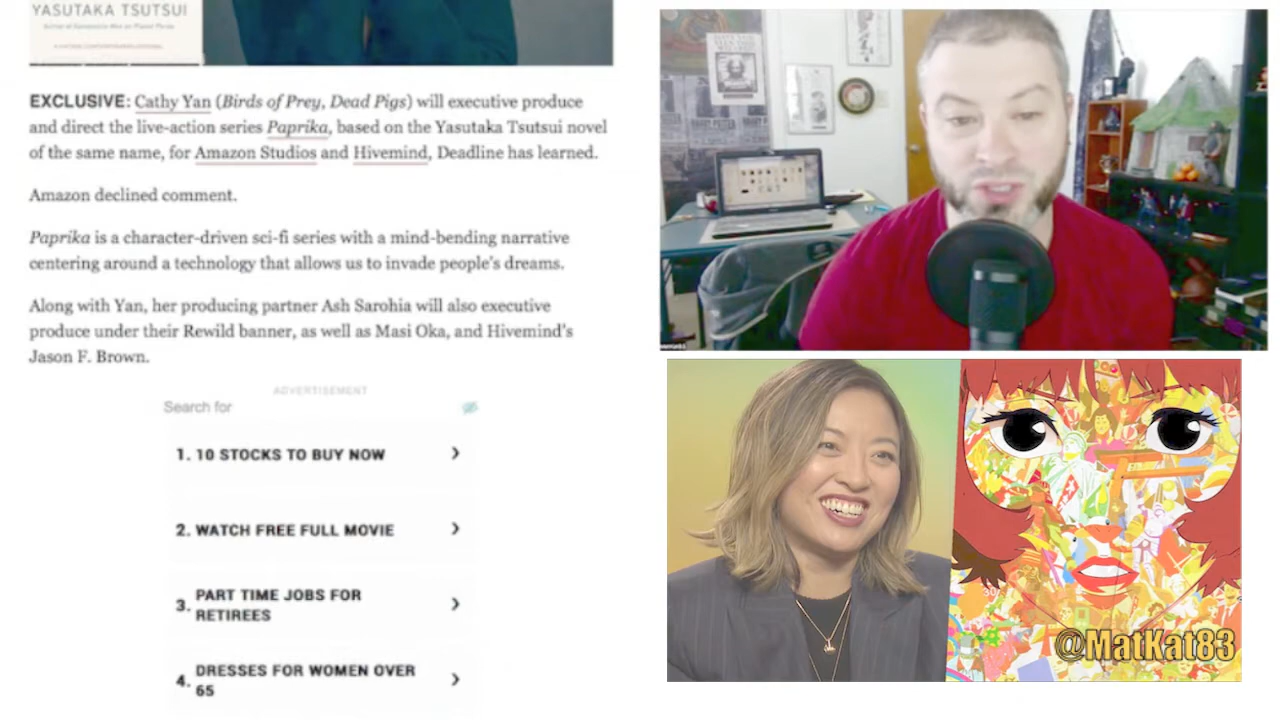 YASUTAKA TSUTSUI
EXCLUSIVE: Cathy Yan (Birds of Prey, Dead Pigs) will executive produce
and direct the live-action series Paprika, based on the Yasutaka Tsutsui novel
of the same name, for Amazon Studios and Hivemind, Deadline has learned.
Amazon declined comment.
Paprika is a character-driven sci-fi series with a mind-bending narrative
centering around a technology that allows us to invade people's dreams.
Along with Yan, her producing partner Ash Sarohia will also executive
produce under their Rewild banner, as well as Masi Oka, and Hivemind's
Jason F. Brown.
ADVERTISEMENT
Search for
1. 10 STOCKS TO BUY NOW
2. WATCH FREE FULL MOVIE
3. PART TIME JOBS FOR
RETIREES
4. DRESSES FOR WOMEN OVER
65
@MatKat83